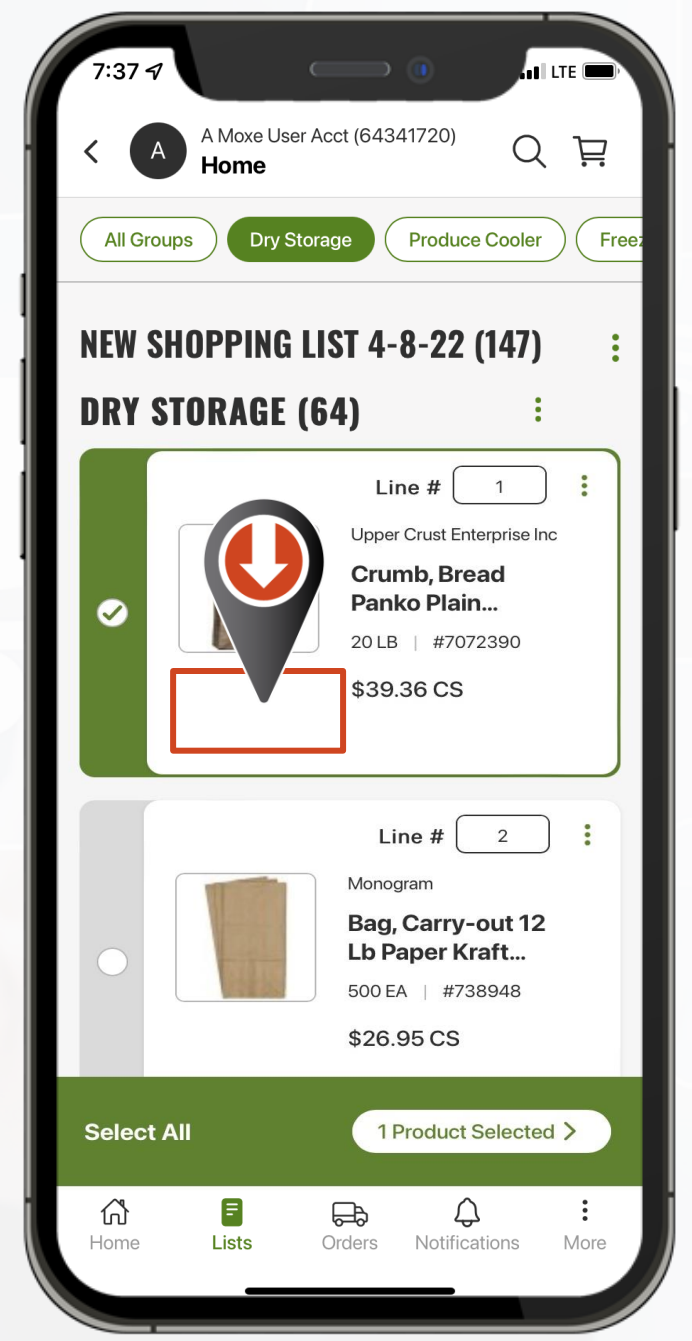 7:37
LTE
A
A Moxe User Acct (64341720)
Home
All Groups
Dry Storage
Produce Cooler
NEW SHOPPING LIST 4-8-22 (147)
DRY STORAGE (64)
Line # 1
Upper Crust Enterprise Inc
Crumb, Bread
Panko Plain...
20 LB | #7072390
$39.36 CS
Line # 2
Monogram
Bag, Carry-out 12
Lb Paper Kraft...
500 EA | #738948
$26.95 CS
Select All
1 Product Selected
Home
Lists
Orders
Notifications
More